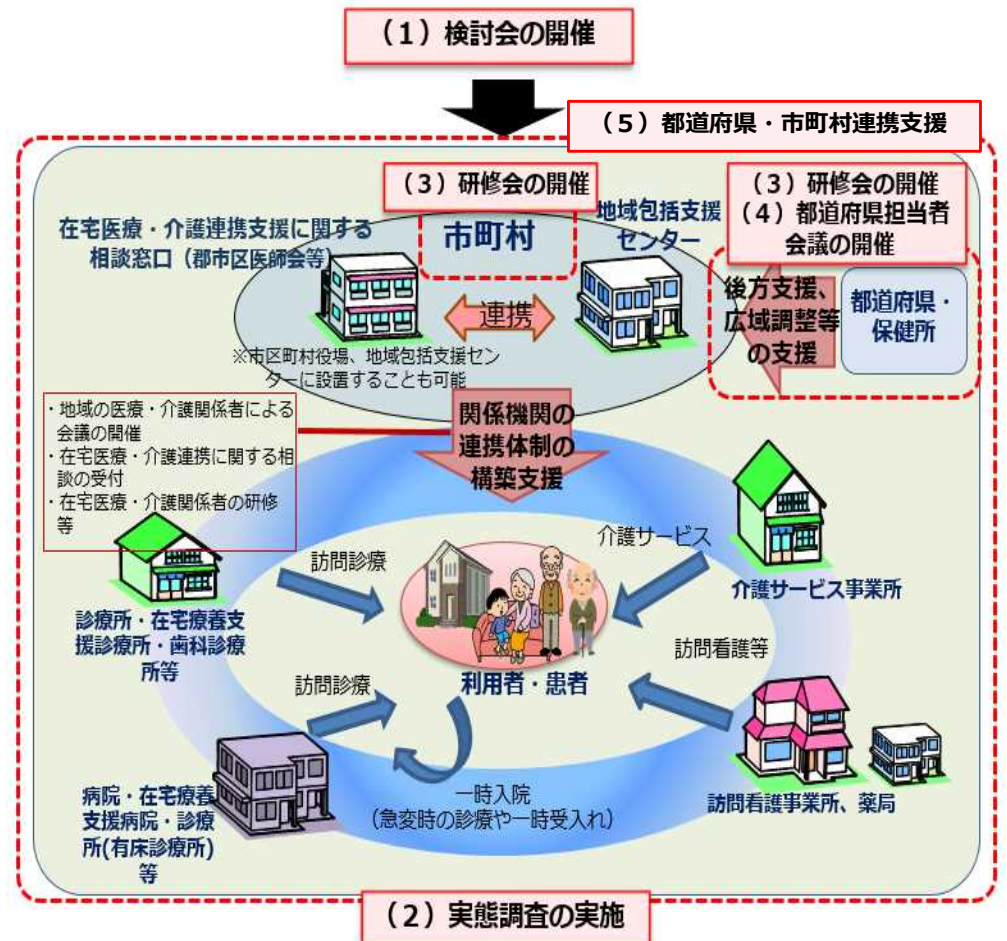 （１）検討会の開催
（５）都道府県・市町村連携支援
（３）研修会の開催
（３）研修会の開催
（４）都道府県担当者
会議の開催
在宅医療・介護連携支援に関する
相談窓口（郡市区医師会等）
市町村
地域包括支援
センター
連携
※市区町村役場、地域包括支援セン
ターに設置することも可能
後方支援、
広域調整等
の支援
都道府県・
保健所
・地域の医療・介護関係者による
会議の開催
・在宅医療・介護連携に関する相
談の受付
・在宅医療・介護関係者の研修
等
関係機関の
連携体制の
構築支援
訪問診療
介護サービス
診療所・在宅療養支
援診療所・歯科診療
所等
介護サービス事業所
訪問診療
利用者・患者
訪問看護等
病院・在宅療養
支援病院・診療
所(有床診療所)
等
一時入院
（急変時の診療や一時受入れ）
訪問看護事業所、薬局
（２）実態調査の実施